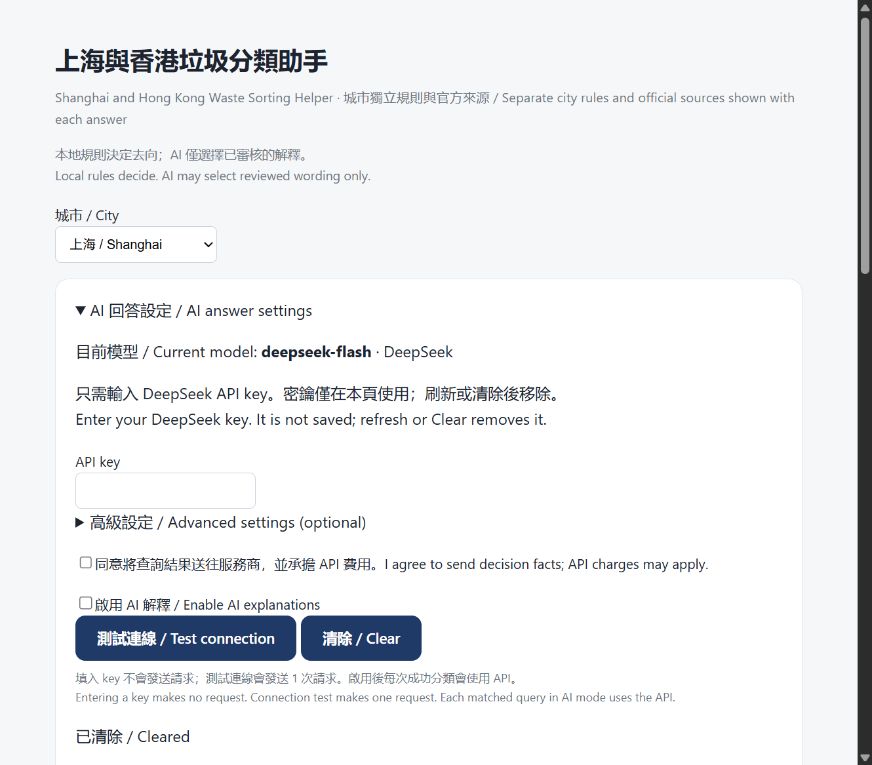 上海與香港垃圾分類助手
Shanghai and Hong Kong Waste Sorting Helper · 城市獨立規則與官方來源 / Separate city rules and official sources shown with
each answer
本地規則決定去向；AI 僅選擇已審核的解釋。
Local rules decide. AI may select reviewed wording only.
城市 / City
上海 / Shanghai
▼ AI 回答設定 / AI answer settings
目前模型 / Current model: deepseek-flash · DeepSeek
只需輸入 DeepSeek API key。密鑰僅在本頁使用；刷新或清除後移除。
Enter your DeepSeek key. It is not saved; refresh or Clear removes it.
API key
▶ 高級設定 / Advanced settings (optional)
同意將查詢結果送往服務商，並承擔 API 費用。I agree to send decision facts; API charges may apply.
啟用 AI 解釋 / Enable AI explanations
測試連線 / Test connection
清除 / Clear
填入 key 不會發送請求；測試連線會發送 1 次請求。啟用後每次成功分類會使用 API。
Entering a key makes no request. Connection test makes one request. Each matched query in AI mode uses the API.
已清除 / Cleared